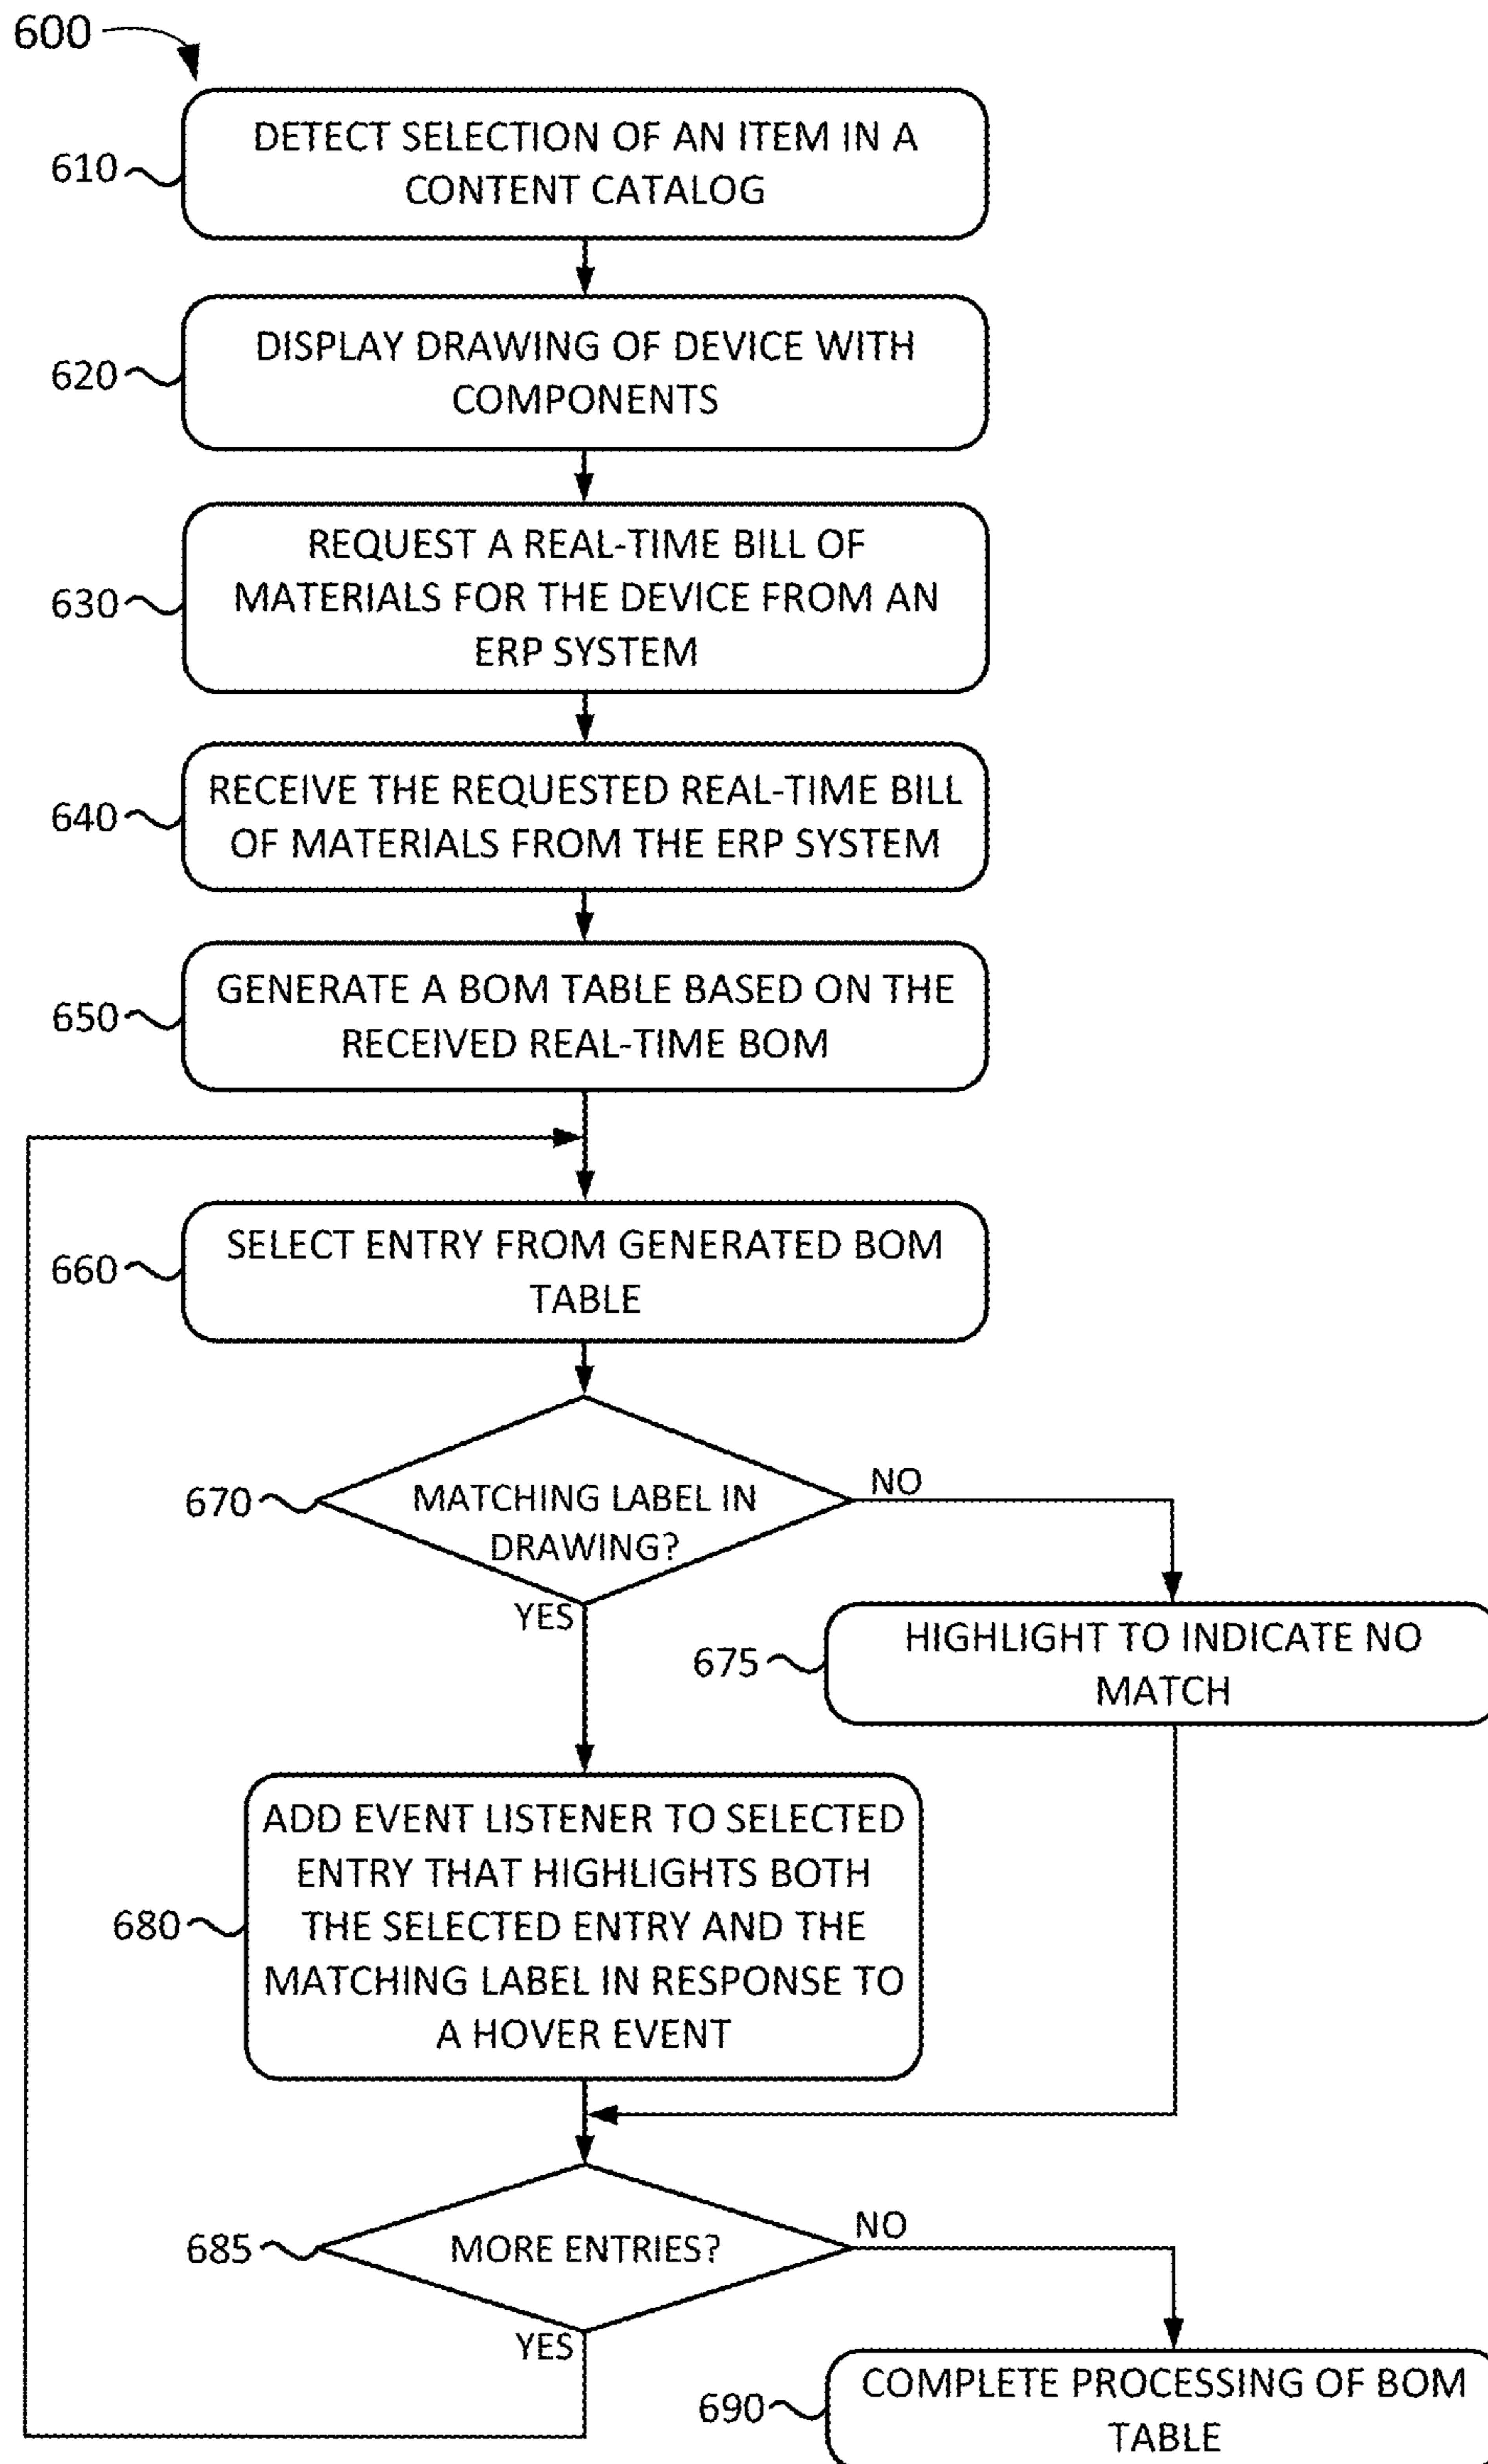 600
DETECT SELECTION OF AN ITEM IN A
610
CONTENT CATALOG
DISPLAY DRAWING OF DEVICE WITH
620
COMPONENTS
REQUEST A REAL-TIME BILL OF
630
MATERIALS FOR THE DEVICE FROM AN
ERP SYSTEM
RECEIVE THE REQUESTED REAL-TIME BILL
640
OF MATERIALS FROM THE ERP SYSTEM
GENERATE A BOM TABLE BASED ON THE
650
RECEIVED REAL-TIME BOM
SELECT ENTRY FROM GENERATED BOM
660
TABLE
NO
670
MATCHING LABEL IN
DRAWING?
YES
HIGHLIGHT TO INDICATE NO
675
MATCH
ADD EVENT LISTENER TO SELECTED
ENTRY THAT HIGHLIGHTS BOTH
680
THE SELECTED ENTRY AND THE
MATCHING LABEL IN RESPONSE TO
A HOVER EVENT
NO
685
MORE ENTRIES?
YES
COMPLETE PROCESSING OF BOM
690
TABLE